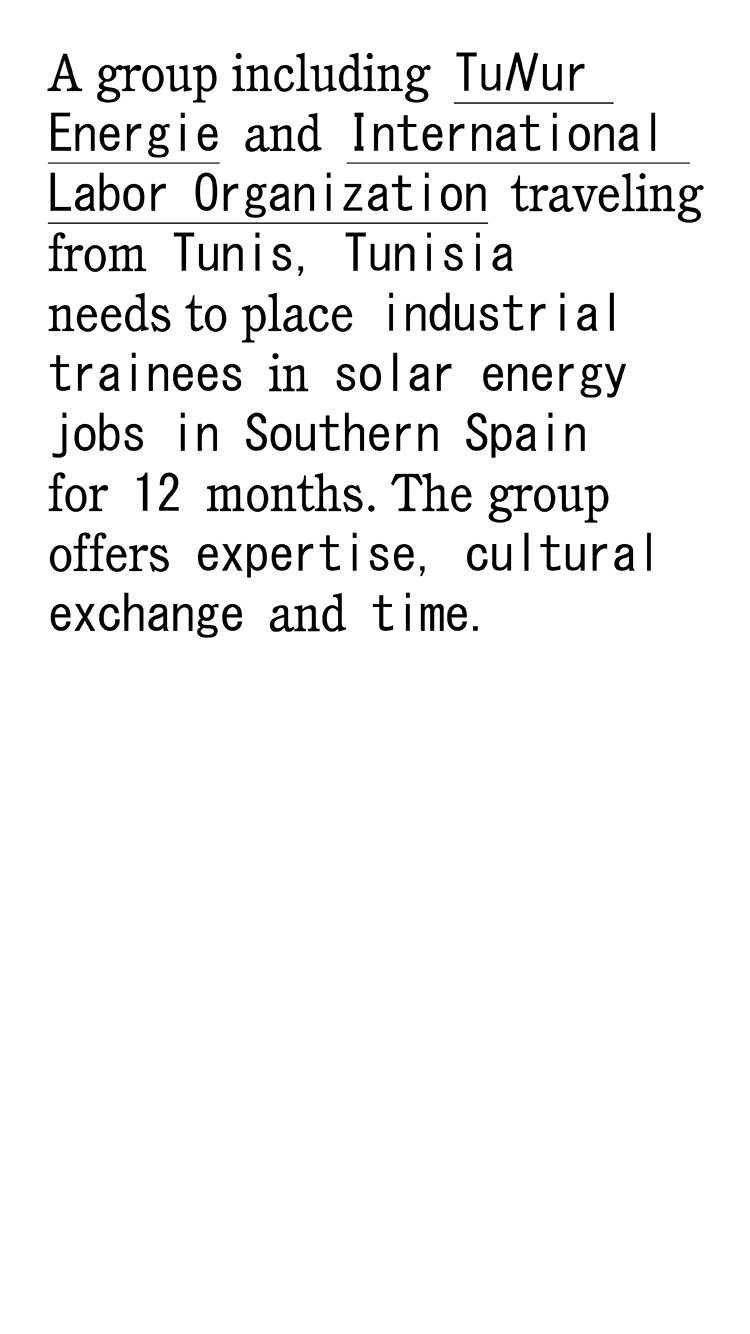 A group including TuNur
Energie and International
Labor Organization traveling
from Tunis, Tunisia
needs to place industrial
trainees in solar energy
jobs in Southern Spain
for 12 months. The group
offers expertise, cultural
exchange and time.